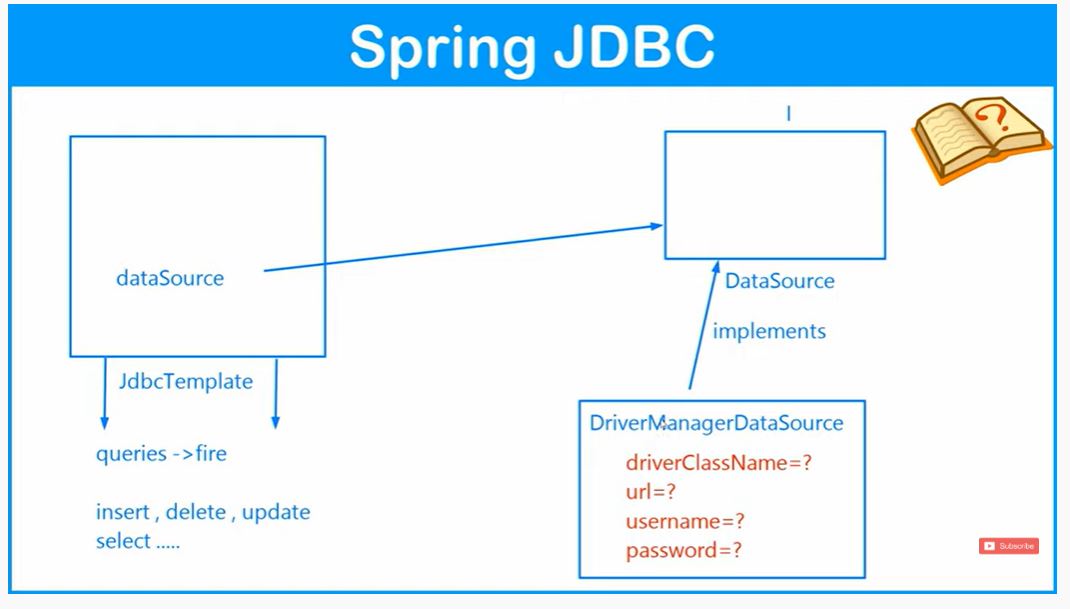 Spring JDBC
I
?
dataSource
DataSource
implements
JdbcTemplate
queries ->fire
insert , delete , update
select .....
DriverManagerDataSource
driverClassName=?
url=?
username=?
password=?
Subscribe